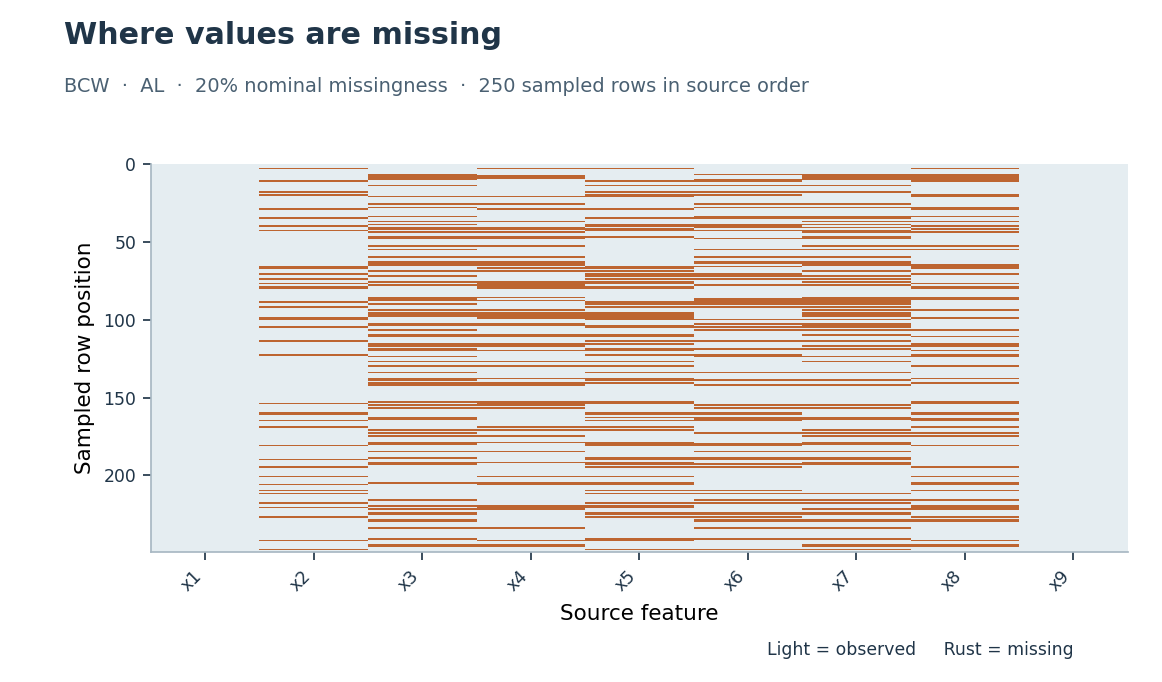 Where values are missing
BCW · AL · 20% nominal missingness · 250 sampled rows in source order
0
50
100
150
200
Sampled row position
x1 x2 x3 x4 x5 x6 x7 x8 x9
Source feature
Light = observed Rust = missing